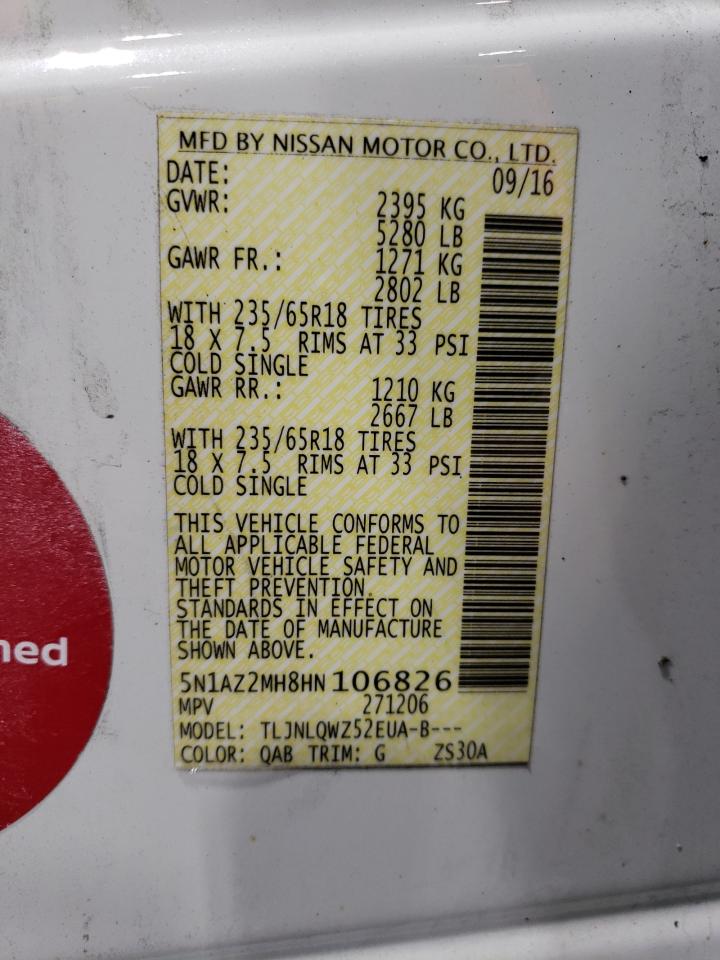 MFD BY NISSAN MOTOR CO., LTD.
DATE: 09/16
GVWR: 2395 KG
5280 LB
GAWR FR.: 1271 KG
2802 LB
WITH 235/65R18 TIRES
18 X 7.5 RIMS AT 33 PSI
COLD SINGLE
GAWR RR.: 1210 KG
2667 LB
WITH 235/65R18 TIRES
18 X 7.5 RIMS AT 33 PSI
COLD SINGLE
THIS VEHICLE CONFORMS TO
ALL APPLICABLE FEDERAL
MOTOR VEHICLE SAFETY AND
THEFT PREVENTION
STANDARDS IN EFFECT ON
THE DATE OF MANUFACTURE
SHOWN ABOVE.
ned
5N1AZ2MH8HN106826
MPV 271206
MODEL: TLJNLQWZ52EUA-B---
COLOR: QAB TRIM: G ZS30A